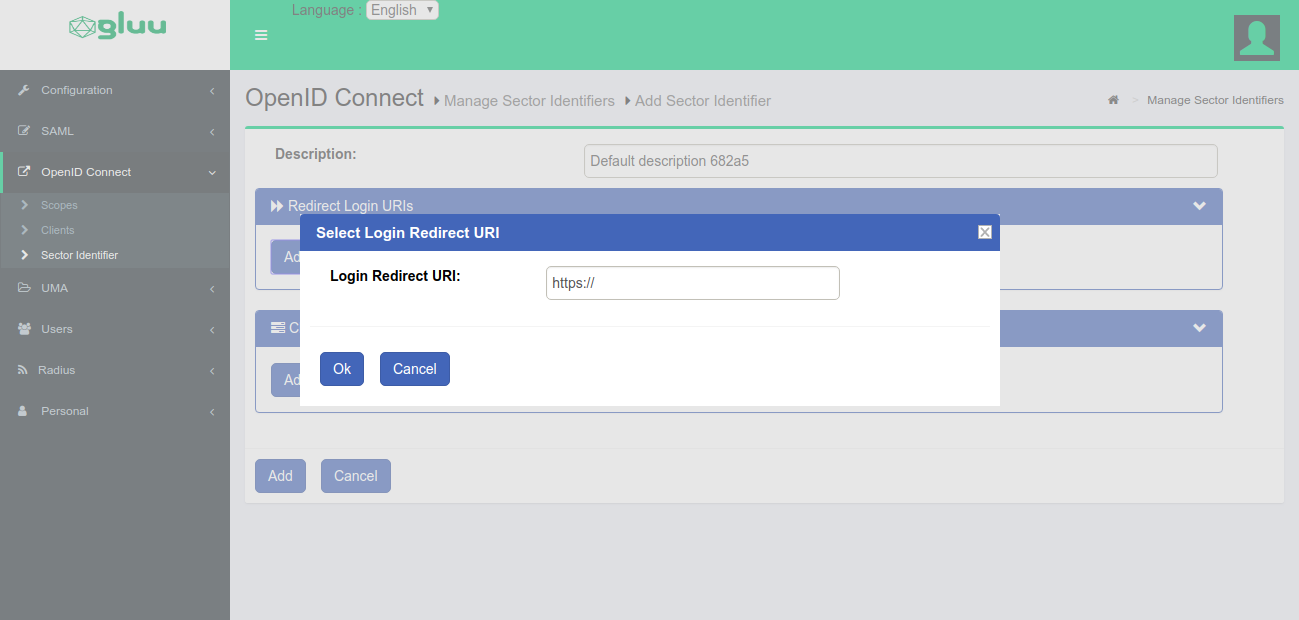 gluu
Language : English
Configuration
SAML
OpenID Connect
Scopes
Clients
Sector Identifier
UMA
Users
Radius
Personal
OpenID Connect Manage Sector Identifiers Add Sector Identifier
> Manage Sector Identifiers
Description: Default description 682a5
Redirect Login URIs
Ad
Select Login Redirect URI
Login Redirect URI: https://
Ok Cancel
C
Ad
Add Cancel